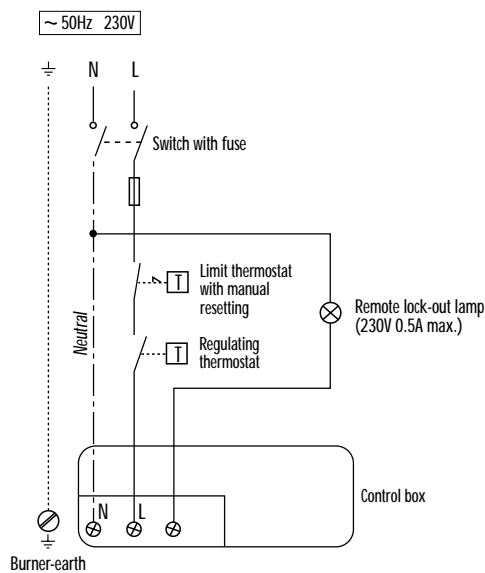 ~ 50Hz 230V
N L
Switch with fuse
T
Limit thermostat
with manual
resetting
Remote lock-out lamp
(230V 0.5A max.)
Neutral
T
Regulating
thermostat
Control box
N L
Burner-earth